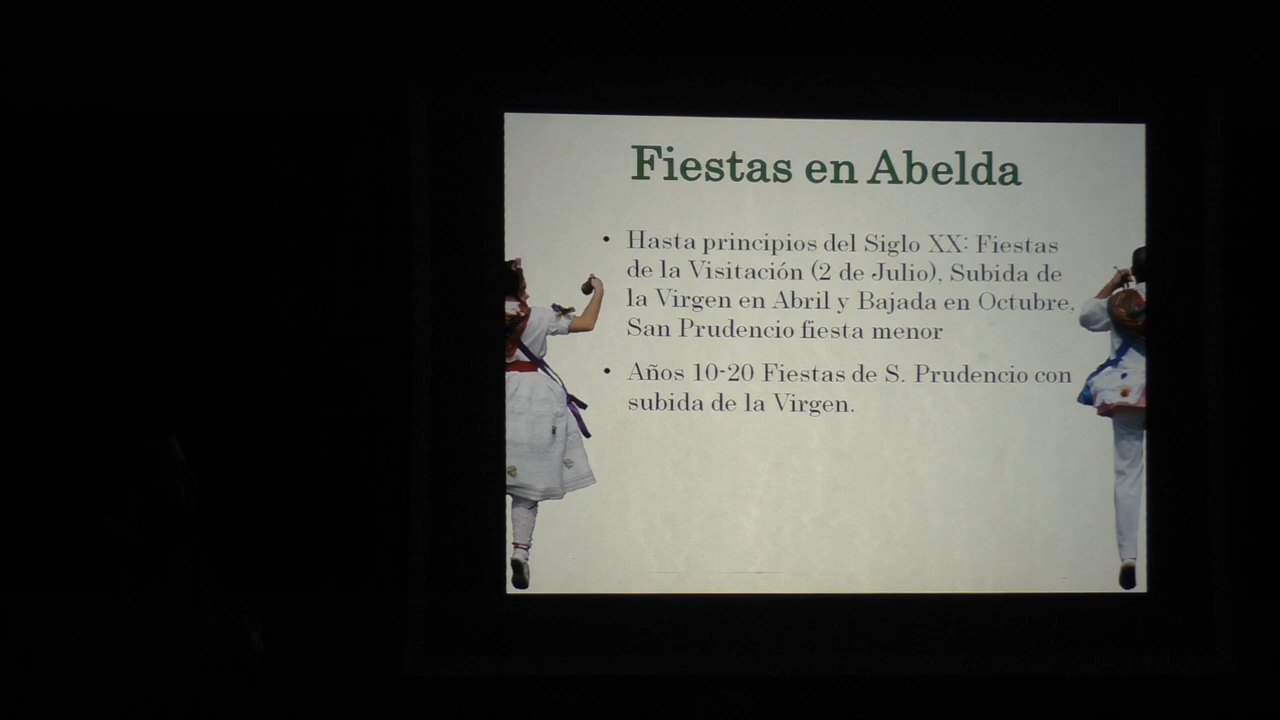 Fiestas en Abelda
• Hasta principios del Siglo XX: Fiestas
de la Visitación (2 de Julio), Subida de
la Virgen en Abril y Bajada en Octubre,
San Prudencio fiesta menor
• Años 10-20 Fiestas de S. Prudencio con
subida de la Virgen.